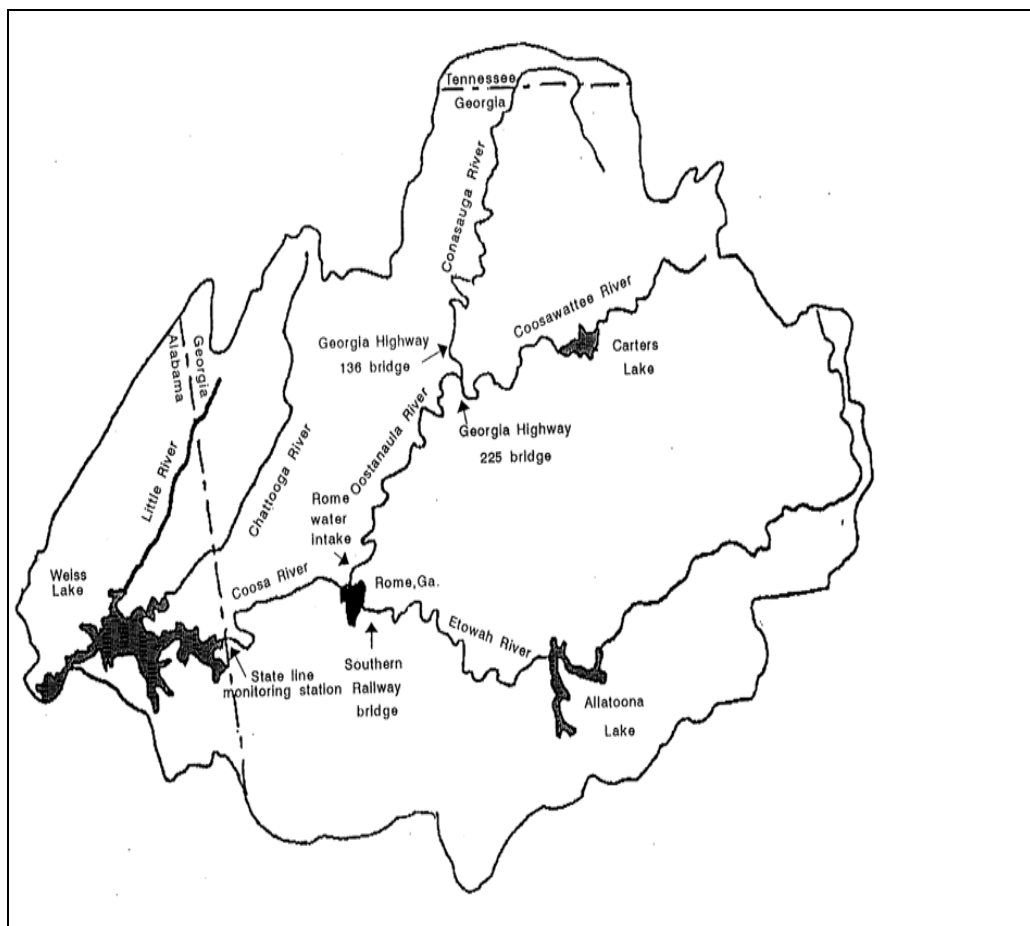 Tennessee
Georgia
Conasauga River
Coosawattee River
Georgia Highway
136 bridge
Carters
Lake
Georgia
Alabama
Oostanaula River
Georgia Highway
225 bridge
Little River
Chattooga River
Rome
water
intake
Weiss
Lake
Coosa River
Rome,Ga.
Etowah River
State line
monitoring station
Southern
Railway
bridge
Allatoona
Lake